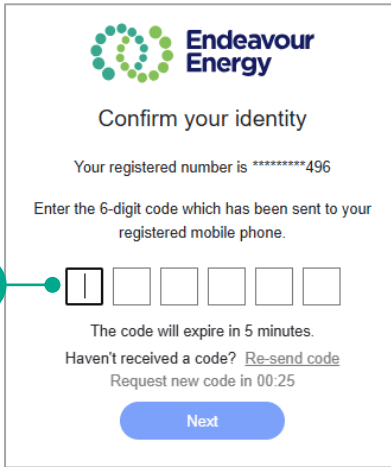 Endeavour
Energy
Confirm your identity
Your registered number is *********496
Enter the 6-digit code which has been sent to your
registered mobile phone.
The code will expire in 5 minutes.
Haven't received a code? Re-send code
Request new code in 00:25
Next